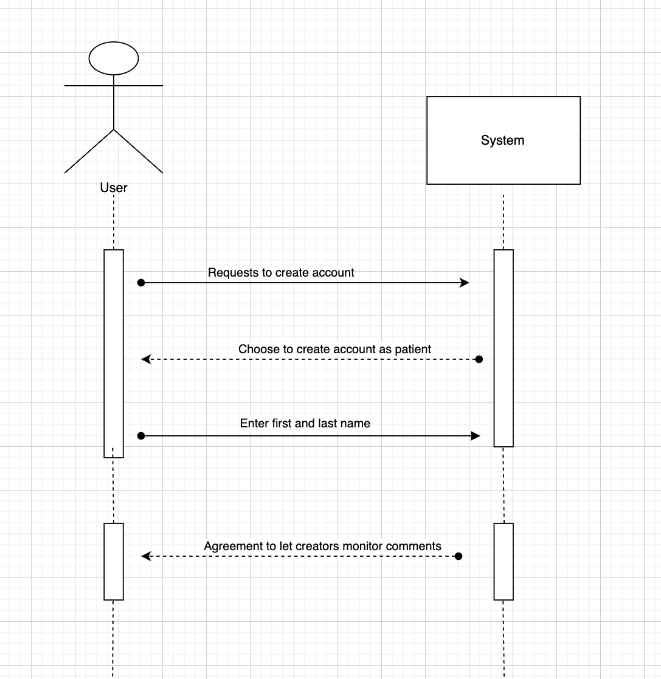 User
System
Requests to create account
Choose to create account as patient
Enter first and last name
Agreement to let creators monitor comments